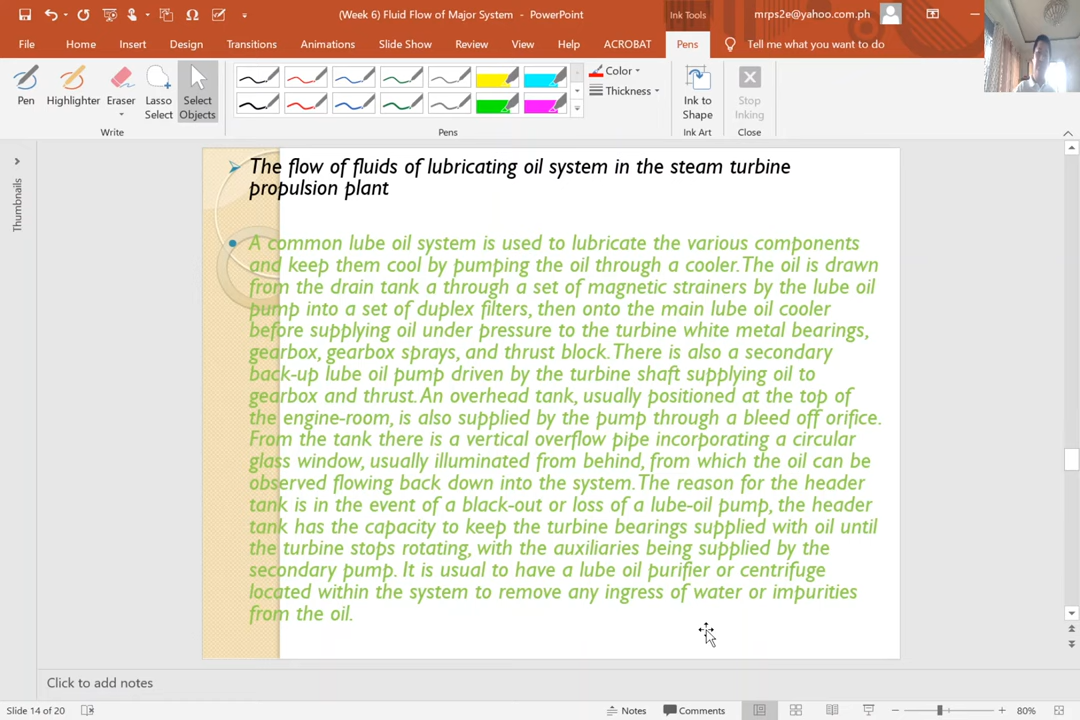 (Week 6) Fluid Flow of Major System - PowerPoint
Ink Tools
mrps2e@yahoo.com.ph
File Home Insert Design Transitions Animations Slide Show Review View Help ACROBAT Pens Tell me what you want to do
Pen Highlighter Eraser Lasso Select Select Objects
Write
Color
Thickness
Pens
Ink to Shape
Ink Art
Stop Inking
Close
Thumbnails
The flow of fluids of lubricating oil system in the steam turbine
propulsion plant
A common lube oil system is used to lubricate the various components
and keep them cool by pumping the oil through a cooler. The oil is drawn
from the drain tank a through a set of magnetic strainers by the lube oil
pump into a set of duplex filters, then onto the main lube oil cooler
before supplying oil under pressure to the turbine white metal bearings,
gearbox, gearbox sprays, and thrust block. There is also a secondary
back-up lube oil pump driven by the turbine shaft supplying oil to
gearbox and thrust. An overhead tank, usually positioned at the top of
the engine-room, is also supplied by the pump through a bleed off orifice.
From the tank there is a vertical overflow pipe incorporating a circular
glass window, usually illuminated from behind, from which the oil can be
observed flowing back down into the system. The reason for the header
tank is in the event of a black-out or loss of a lube-oil pump, the header
tank has the capacity to keep the turbine bearings supplied with oil until
the turbine stops rotating, with the auxiliaries being supplied by the
secondary pump. It is usual to have a lube oil purifier or centrifuge
located within the system to remove any ingress of water or impurities
from the oil.
Click to add notes
Slide 14 of 20
Notes Comments 80%